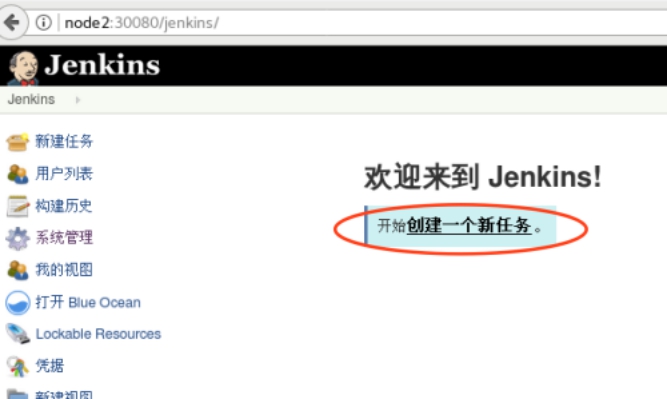 node2:30080/jenkins/
Jenkins
Jenkins
新建任务
用户列表
构建历史
系统管理
我的视图
打开 Blue Ocean
Lockable Resources
凭据
新建视图
欢迎来到 Jenkins!
开始创建一个新任务。